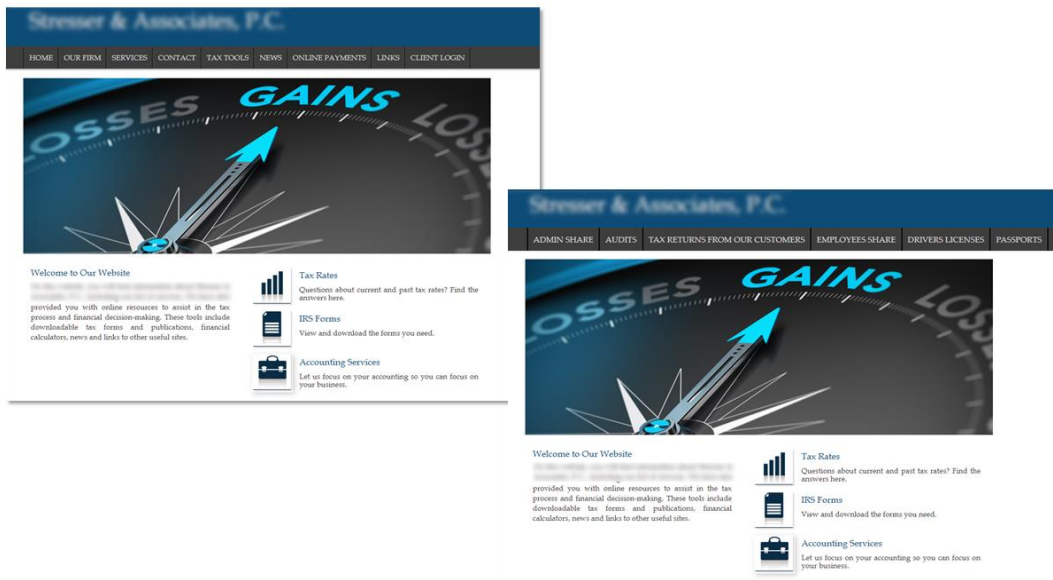 Stresser & Associates, P.C.
HOME OUR FIRM SERVICES CONTACT TAX TOOLS NEWS ONLINE PAYMENTS LINKS CLIENT LOGIN
LOSSES GAINS LOSSES
Welcome to Our Website
provided you with online resources to assist in the tax
process and financial decision-making. These tools include
downloadable tax forms and publications, financial
calculators, news and links to other useful sites.
Tax Rates
Questions about current and past tax rates? Find the
answers here.
IRS Forms
View and download the forms you need.
Accounting Services
Let us focus on your accounting so you can focus on
your business.
Stresser & Associates, P.C.
ADMIN SHARE AUDITS TAX RETURNS FROM OUR CUSTOMERS EMPLOYEES SHARE DRIVERS LICENSES PASSPORTS
LOSSES GAINS LOSSES
Welcome to Our Website
provided you with online resources to assist in the tax
process and financial decision-making. These tools include
downloadable tax forms and publications, financial
calculators, news and links to other useful sites.
Tax Rates
Questions about current and past tax rates? Find the
answers here.
IRS Forms
View and download the forms you need.
Accounting Services
Let us focus on your accounting so you can focus on
your business.